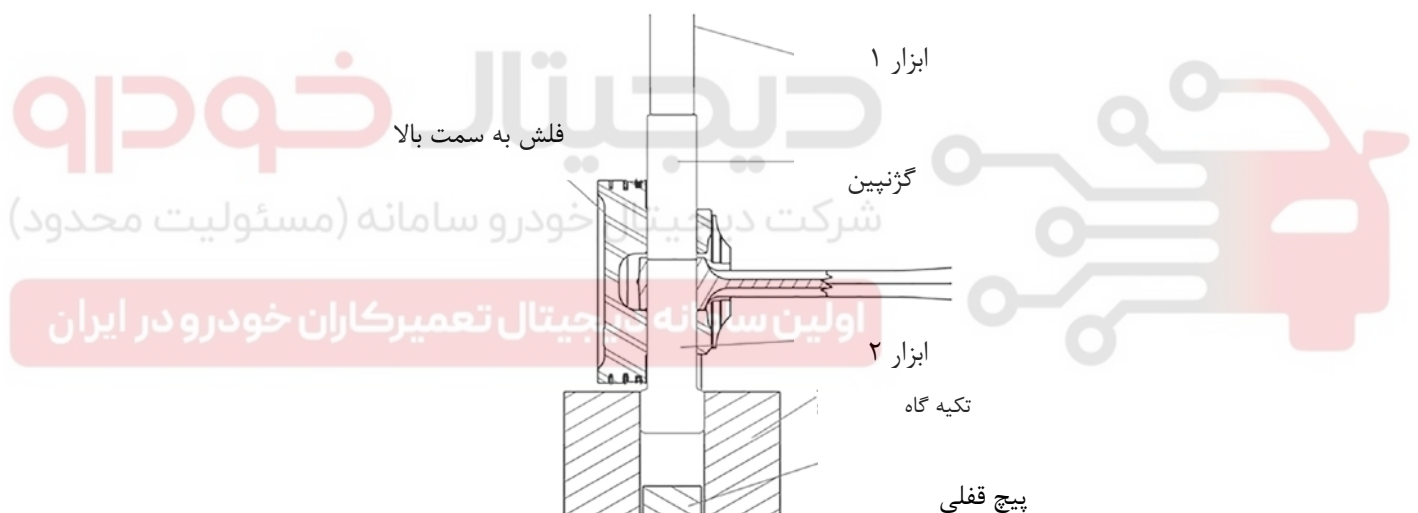 ابزار ۱
فلش به سمت بالا
گژنپین
ابزار ۲
تکیه گاه
پیچ قفلی
دیجیتال خودرو
شرکت دیجیتال خودرو سامانه (مسئولیت محدود)
اولین سامانه دیجیتال تعمیرکاران خودرو در ایران